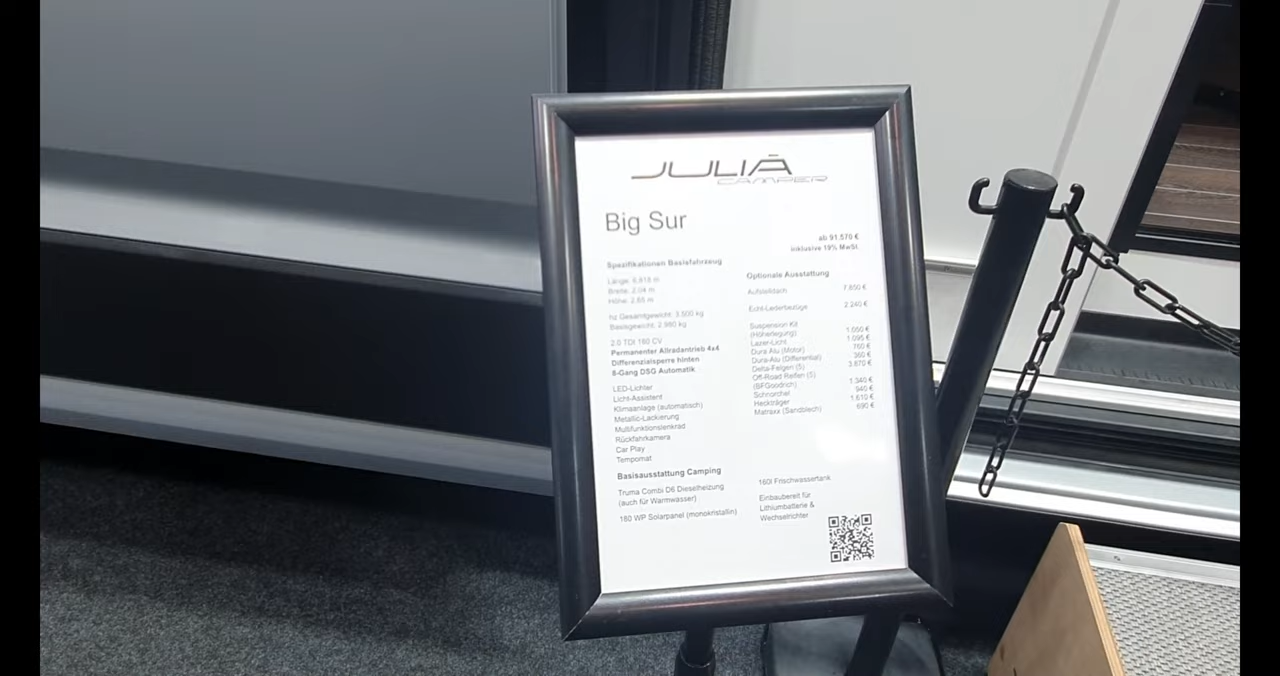 JULIÀ
CAMPER
Big Sur
ab 91.570 €
inklusive 19% MwSt.
Spezifikationen Basisfahrzeug
Länge: 6,818 m
Breite: 2,04 m
Höhe: 2,85 m
hz Gesamtgewicht: 3.500 kg
Basisgewicht: 2.980 kg
2.0 TDI 180 CV
Permanenter Allradantrieb 4x4
Differenzialsperre hinten
8-Gang DSG Automatik
LED-Lichter
Licht-Assistent
Klimaanlage (automatisch)
Metallic-Lackierung
Multifunktionslenkrad
Rückfahrkamera
Car Play
Tempomat
Optionale Ausstattung
Aufstelldach 7.800 €
Echt-Lederbezüge 2.240 €
Suspension Kit
(Höherlegung) 1.050 €
Lazer-Licht 1.095 €
Dura Alu (Motor) 760 €
Dura-Alu (Differential) 360 €
Delta-Felgen (5) 3.870 €
Off-Road Reifen (5)
(BFGoodrich) 1.340 €
Schnorchel 940 €
Heckträger 1.610 €
Matraxx (Sandblech) 690 €
Basisausstattung Camping
Truma Combi D6 Dieselheizung
(auch für Warmwasser)
180 WP Solarpanel (monokristallin)
160l Frischwassertank
Einbaubereit für
Lithiumbatterie &
Wechselrichter